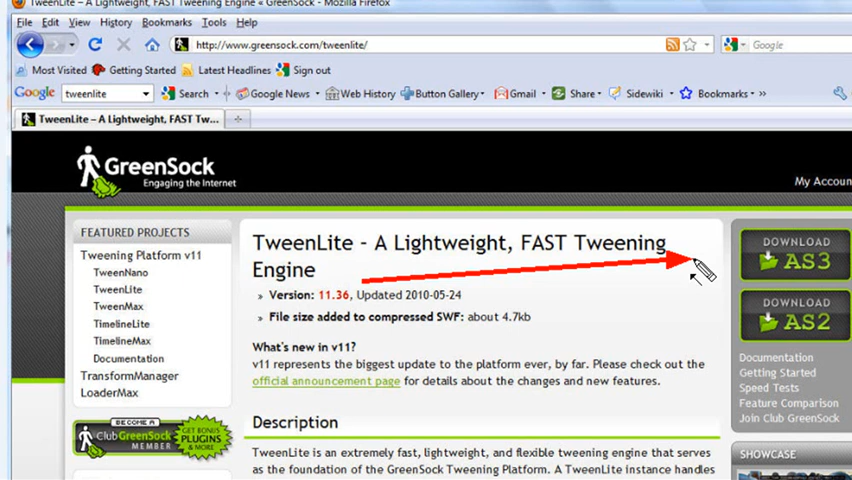 TweenLite – A Lightweight, FAST Tweening Engine « GreenSock - Mozilla Firefox
File Edit View History Bookmarks Tools Help
http://www.greensock.com/tweenlite/
Google
Most Visited Getting Started Latest Headlines Sign out
Google tweenlite Search Google News Web History Button Gallery Gmail Share Sidewiki Bookmarks »
TweenLite – A Lightweight, FAST Tw...
GreenSock
Engaging the Internet
My Accoun
FEATURED PROJECTS
Tweening Platform v11
TweenNano
TweenLite
TweenMax
TimelineLite
TimelineMax
Documentation
TransformManager
LoaderMax
BECOME A
Club GreenSock
MEMBER
GET BONUS
PLUGINS
& MORE
TweenLite – A Lightweight, FAST Tweening
Engine
» Version: 11.36, Updated 2010-05-24
» File size added to compressed SWF: about 4.7kb
What's new in v11?
v11 represents the biggest update to the platform ever, by far. Please check out the
official announcement page for details about the changes and new features.
Description
TweenLite is an extremely fast, lightweight, and flexible tweening engine that serves
as the foundation of the GreenSock Tweening Platform. A TweenLite instance handles
DOWNLOAD
AS3
DOWNLOAD
AS2
Documentation
Getting Started
Speed Tests
Feature Comparison
Join Club GreenSock
SHOWCASE